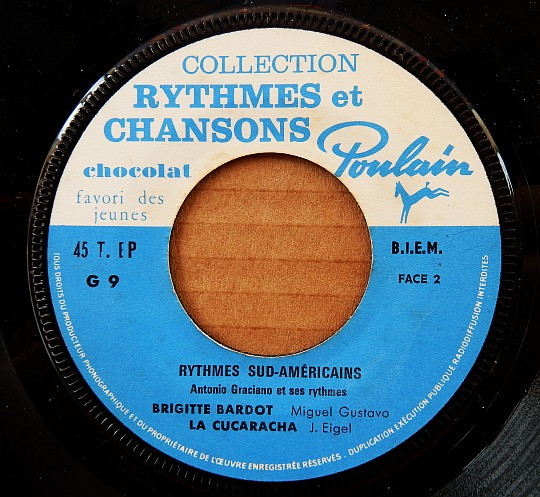 COLLECTION
RYTHMES et
CHANSONS
Poulain
chocolat
favori des
jeunes
45 T. EP
B.I.E.M.
G 9
FACE 2
RYTHMES SUD-AMÉRICAINS
Antonio Graciano et ses rythmes
BRIGITTE BARDOT Miguel Gustavo
LA CUCARACHA J. Eigel
TOUS DROITS DU PRODUCTEUR PHONOGRAPHIQUE ET DU PROPRIÉTAIRE DE L'ŒUVRE ENREGISTRÉE RÉSERVÉS. DUPLICATION EXÉCUTION PUBLIQUE RADIODIFFUSION INTERDITES